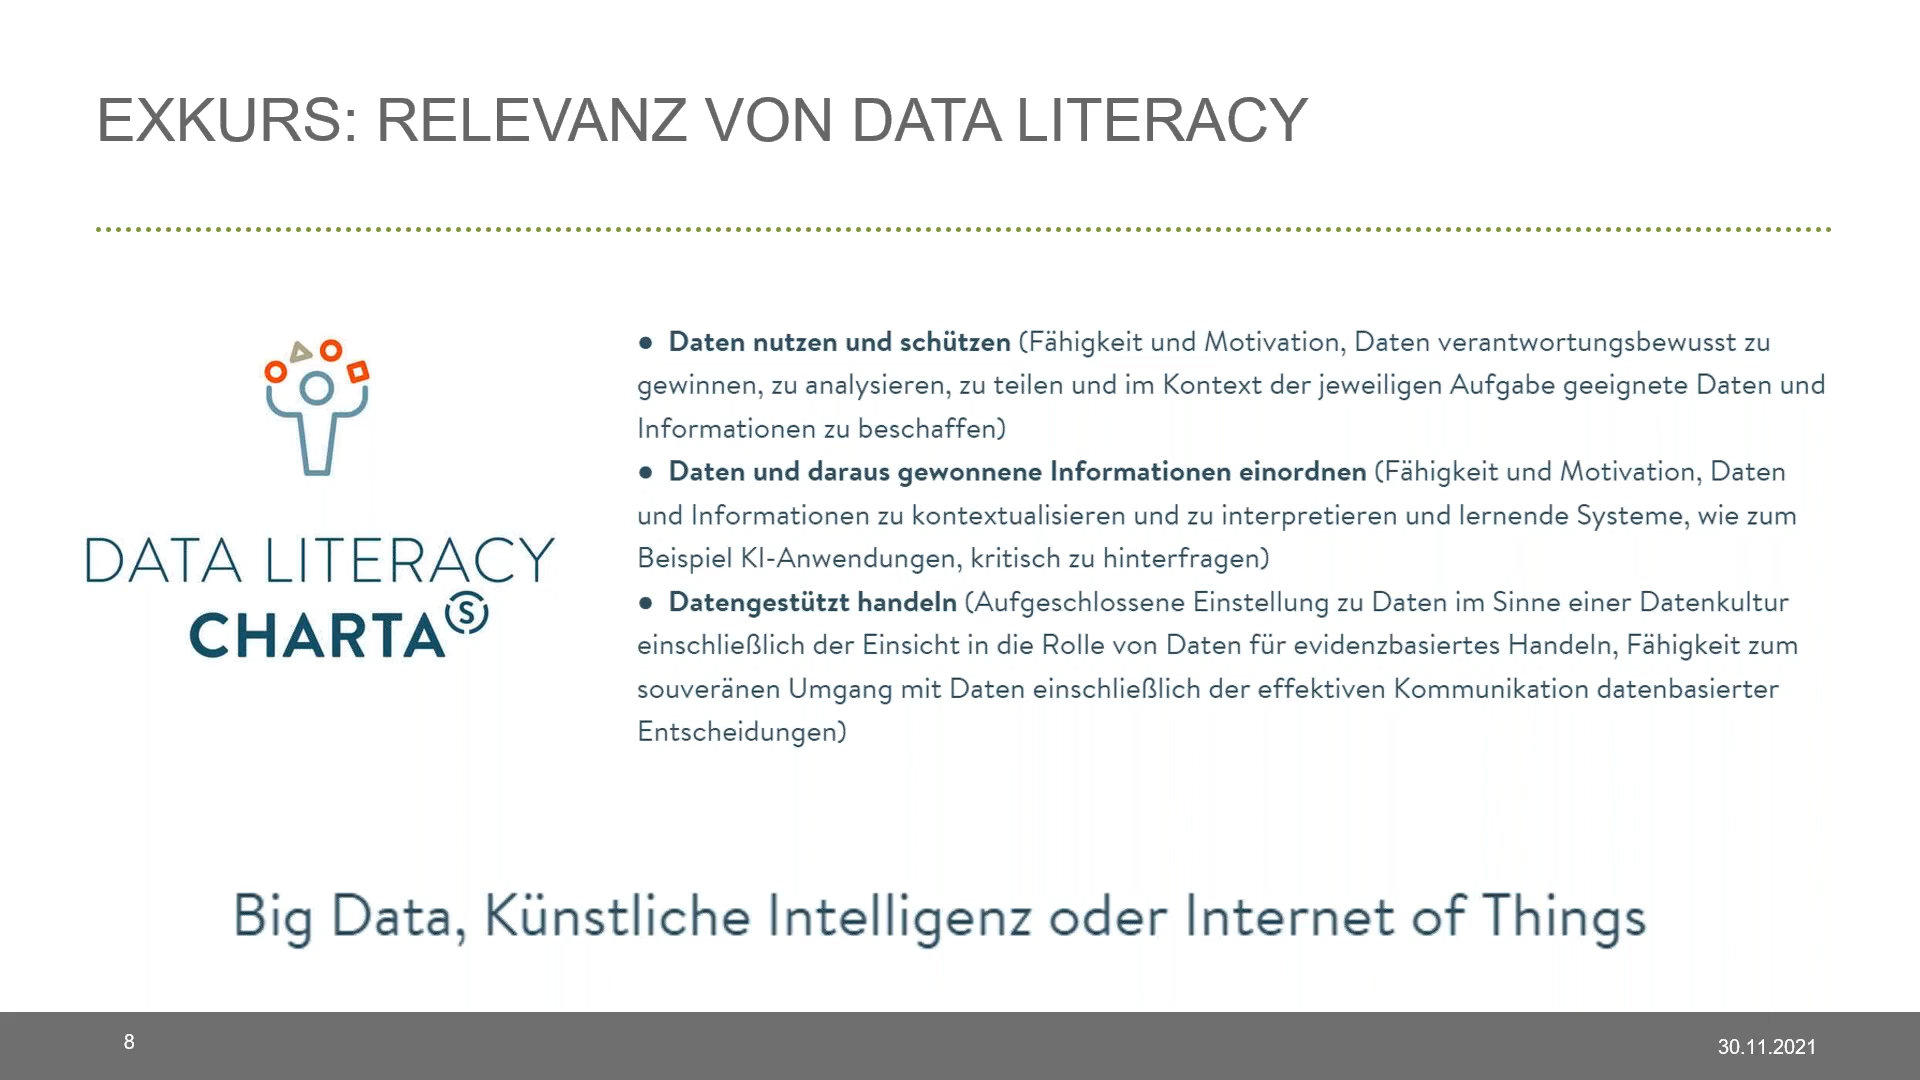 EXKURS: RELEVANZ VON DATA LITERACY
DATA LITERACY
CHARTA Ⓢ
● Daten nutzen und schützen (Fähigkeit und Motivation, Daten verantwortungsbewusst zu
gewinnen, zu analysieren, zu teilen und im Kontext der jeweiligen Aufgabe geeignete Daten und
Informationen zu beschaffen)
● Daten und daraus gewonnene Informationen einordnen (Fähigkeit und Motivation, Daten
und Informationen zu kontextualisieren und zu interpretieren und lernende Systeme, wie zum
Beispiel KI-Anwendungen, kritisch zu hinterfragen)
● Datengestützt handeln (Aufgeschlossene Einstellung zu Daten im Sinne einer Datenkultur
einschließlich der Einsicht in die Rolle von Daten für evidenzbasiertes Handeln, Fähigkeit zum
souveränen Umgang mit Daten einschließlich der effektiven Kommunikation datenbasierter
Entscheidungen)
Big Data, Künstliche Intelligenz oder Internet of Things
8
30.11.2021